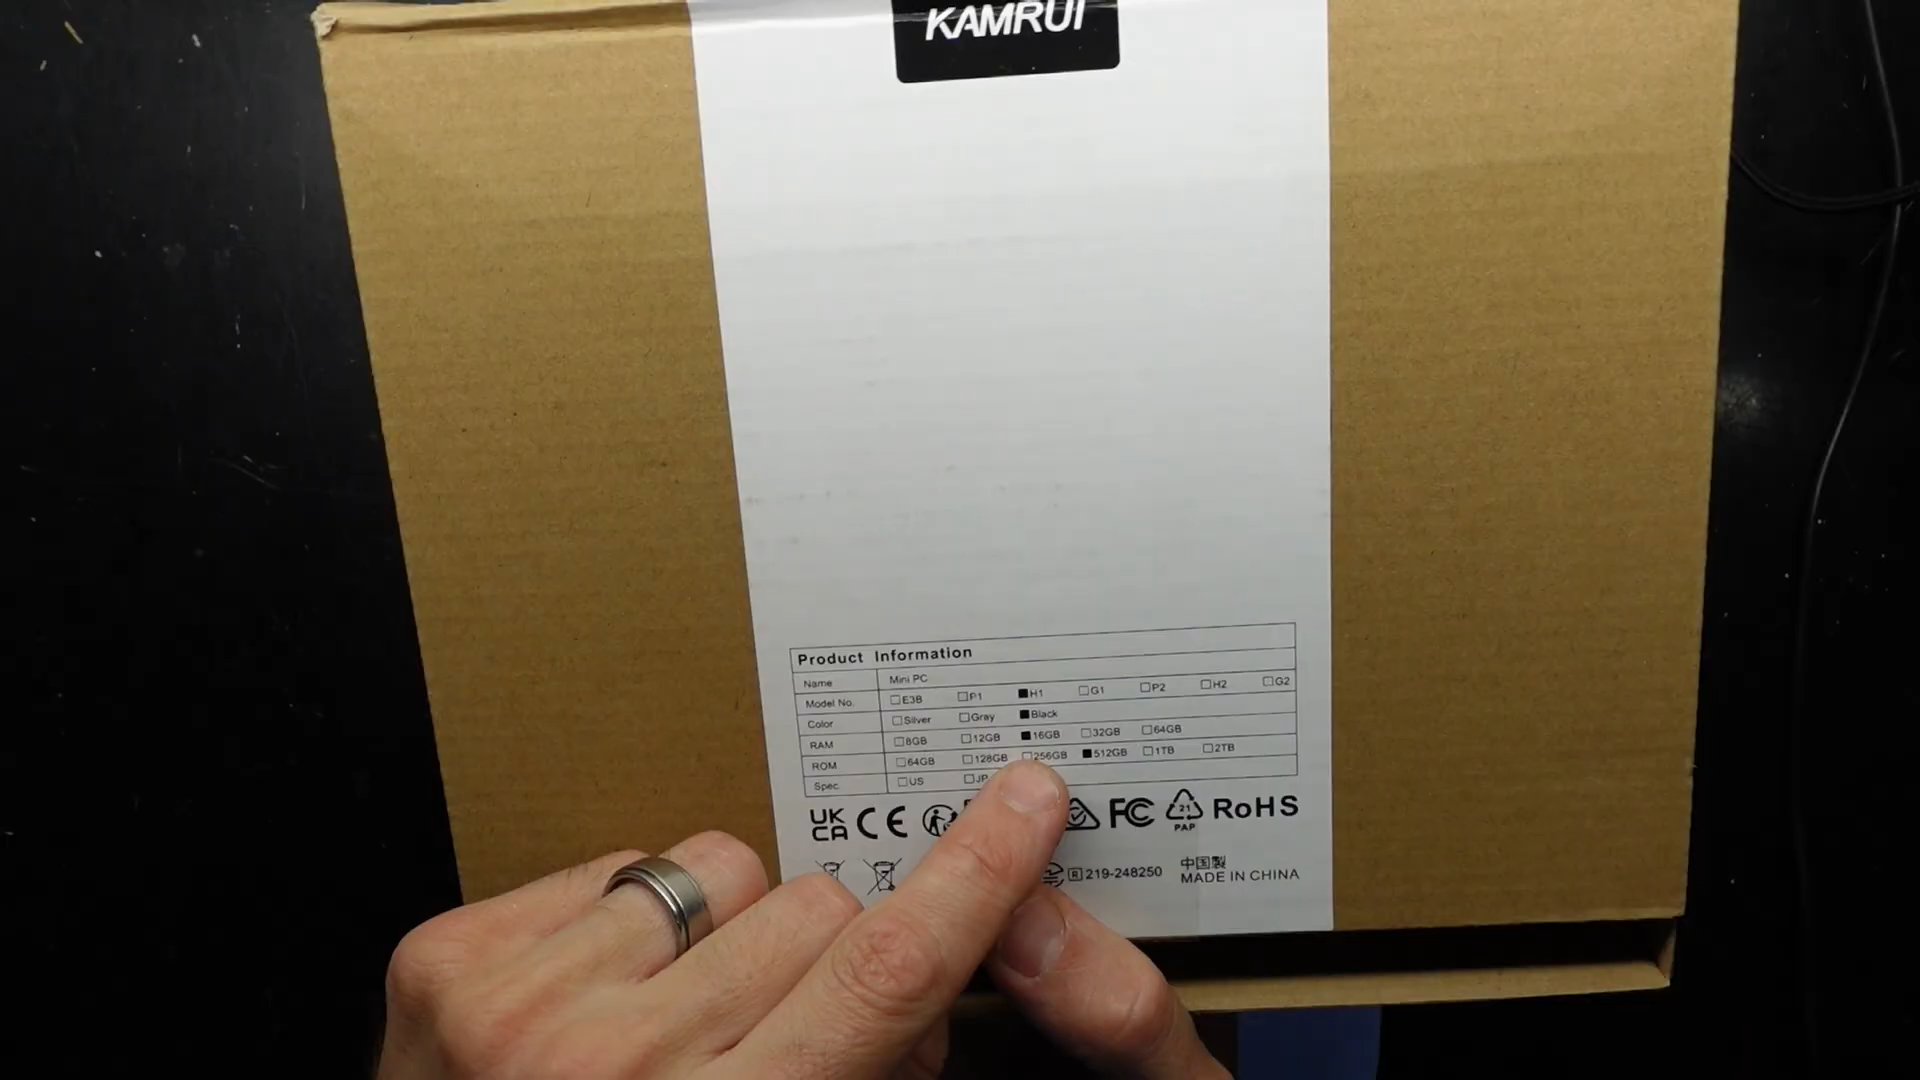 KAMRUI
Product Information
Name Mini PC
Model No. □E3B □P1 ■H1 □G1 □P2 □H2 □G2
Color □Silver □Gray ■Black
RAM □8GB □12GB ■16GB □32GB □64GB
ROM □64GB □128GB □256GB ■512GB □1TB □2TB
Spec. □US □JP
UK CA CE FC 21 PAP RoHS
R 219-248250
中国製
MADE IN CHINA